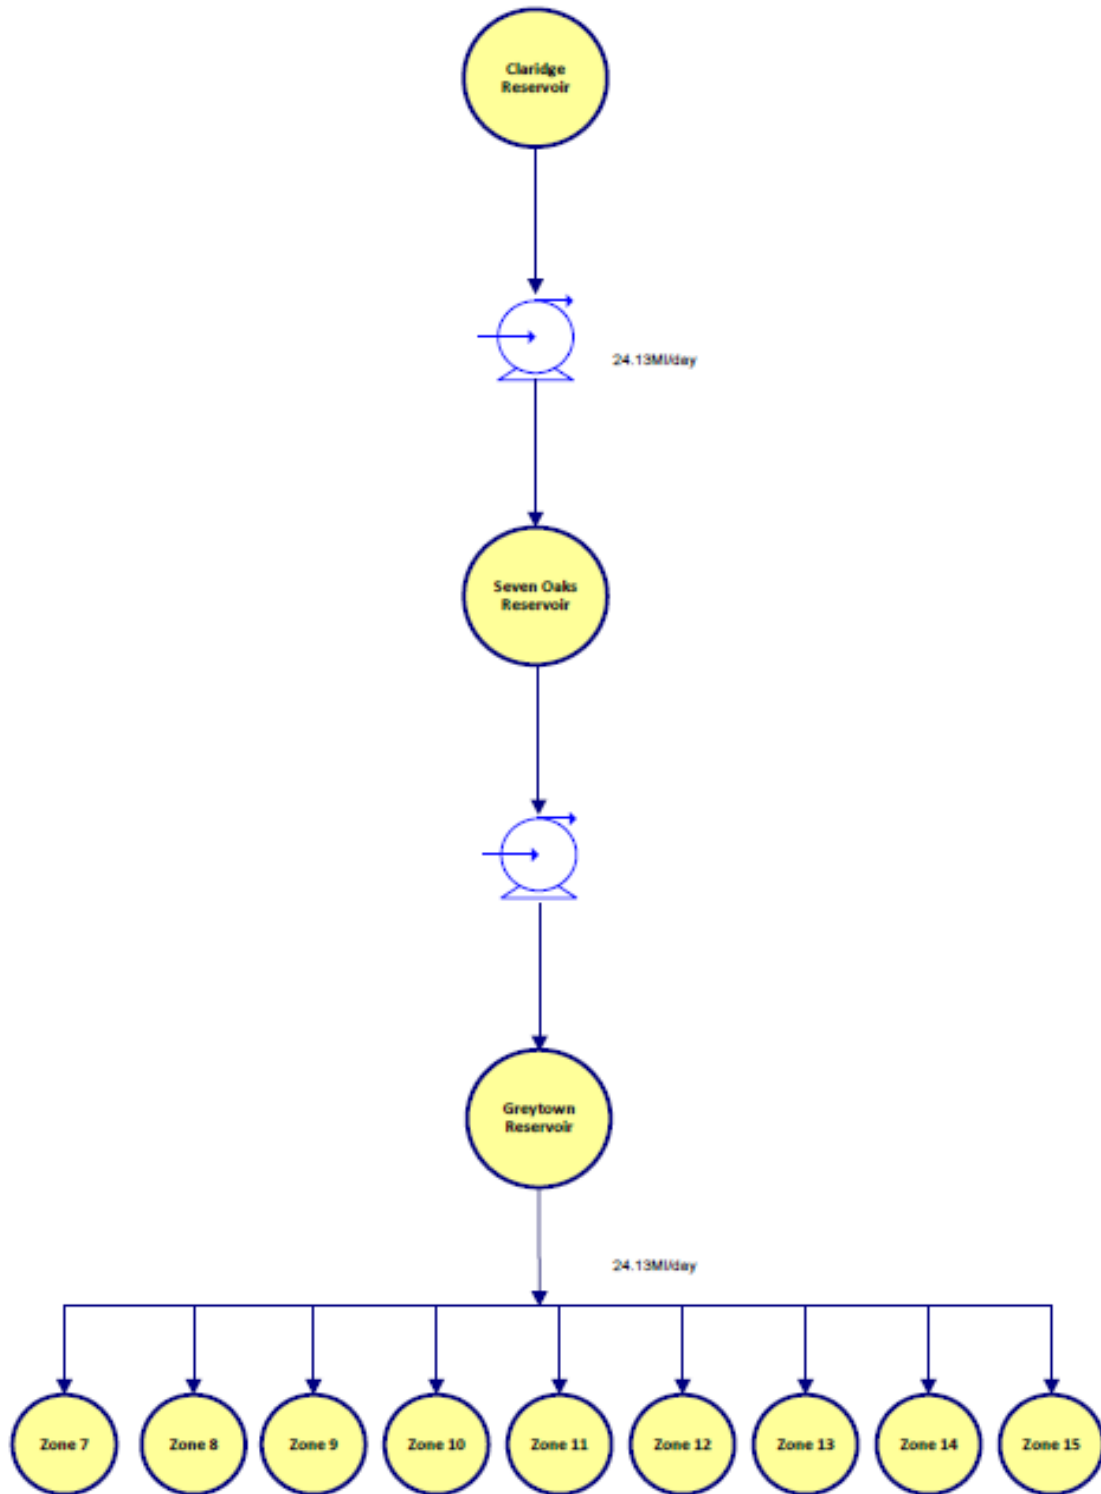 Claridge
Reservoir
24.13Ml/day
Seven Oaks
Reservoir
Greytown
Reservoir
24.13Ml/day
Zone 7
Zone 8
Zone 9
Zone 10
Zone 11
Zone 12
Zone 13
Zone 14
Zone 15